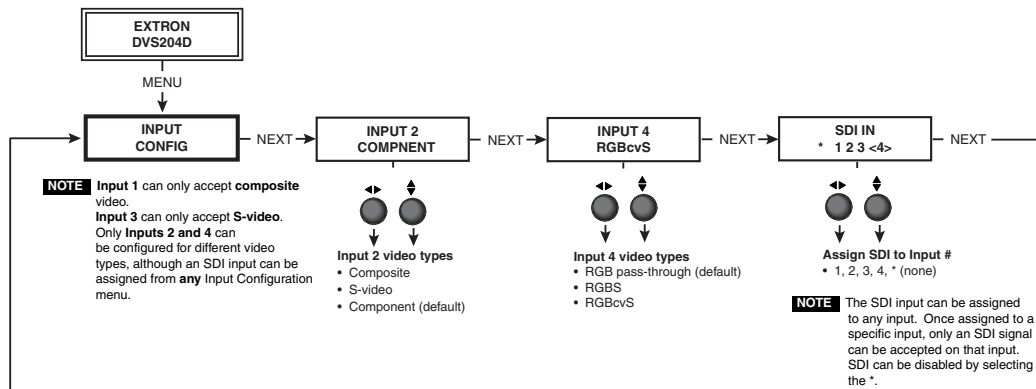 EXTRON
DVS204D
MENU
INPUT
CONFIG
NEXT
INPUT 2
COMPNENT
NEXT
INPUT 4
RGBcvS
NEXT
SDI IN
* 1 2 3 <4>
NEXT
NOTE Input 1 can only accept composite
video.
Input 3 can only accept S-video.
Only Inputs 2 and 4 can
be configured for different video
types, although an SDI input can be
assigned from any Input Configuration
menu.
Input 2 video types
• Composite
• S-video
• Component (default)
Input 4 video types
• RGB pass-through (default)
• RGBS
• RGBcvS
Assign SDI to Input #
• 1, 2, 3, 4, * (none)
NOTE The SDI input can be assigned
to any input. Once assigned to a
specific input, only an SDI signal
can be accepted on that input.
SDI can be disabled by selecting
the *.